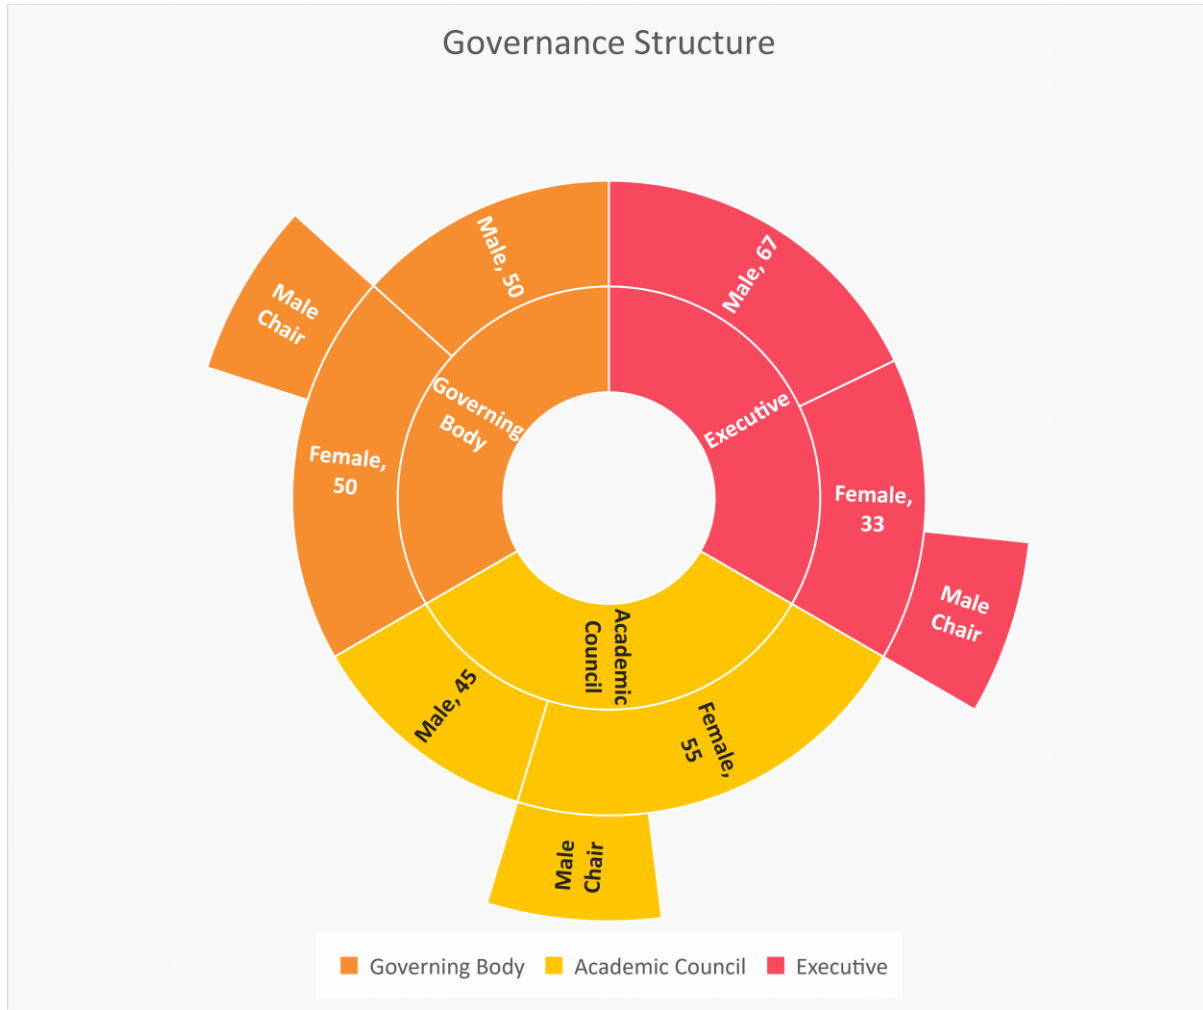 Governance Structure
Male, 50
Male, 67
Male
Chair
Governing
Body
Executive
Female,
50
Female,
33
Male
Chair
Academic
Council
Male, 45
Female,
55
Male
Chair
Governing Body
Academic Council
Executive